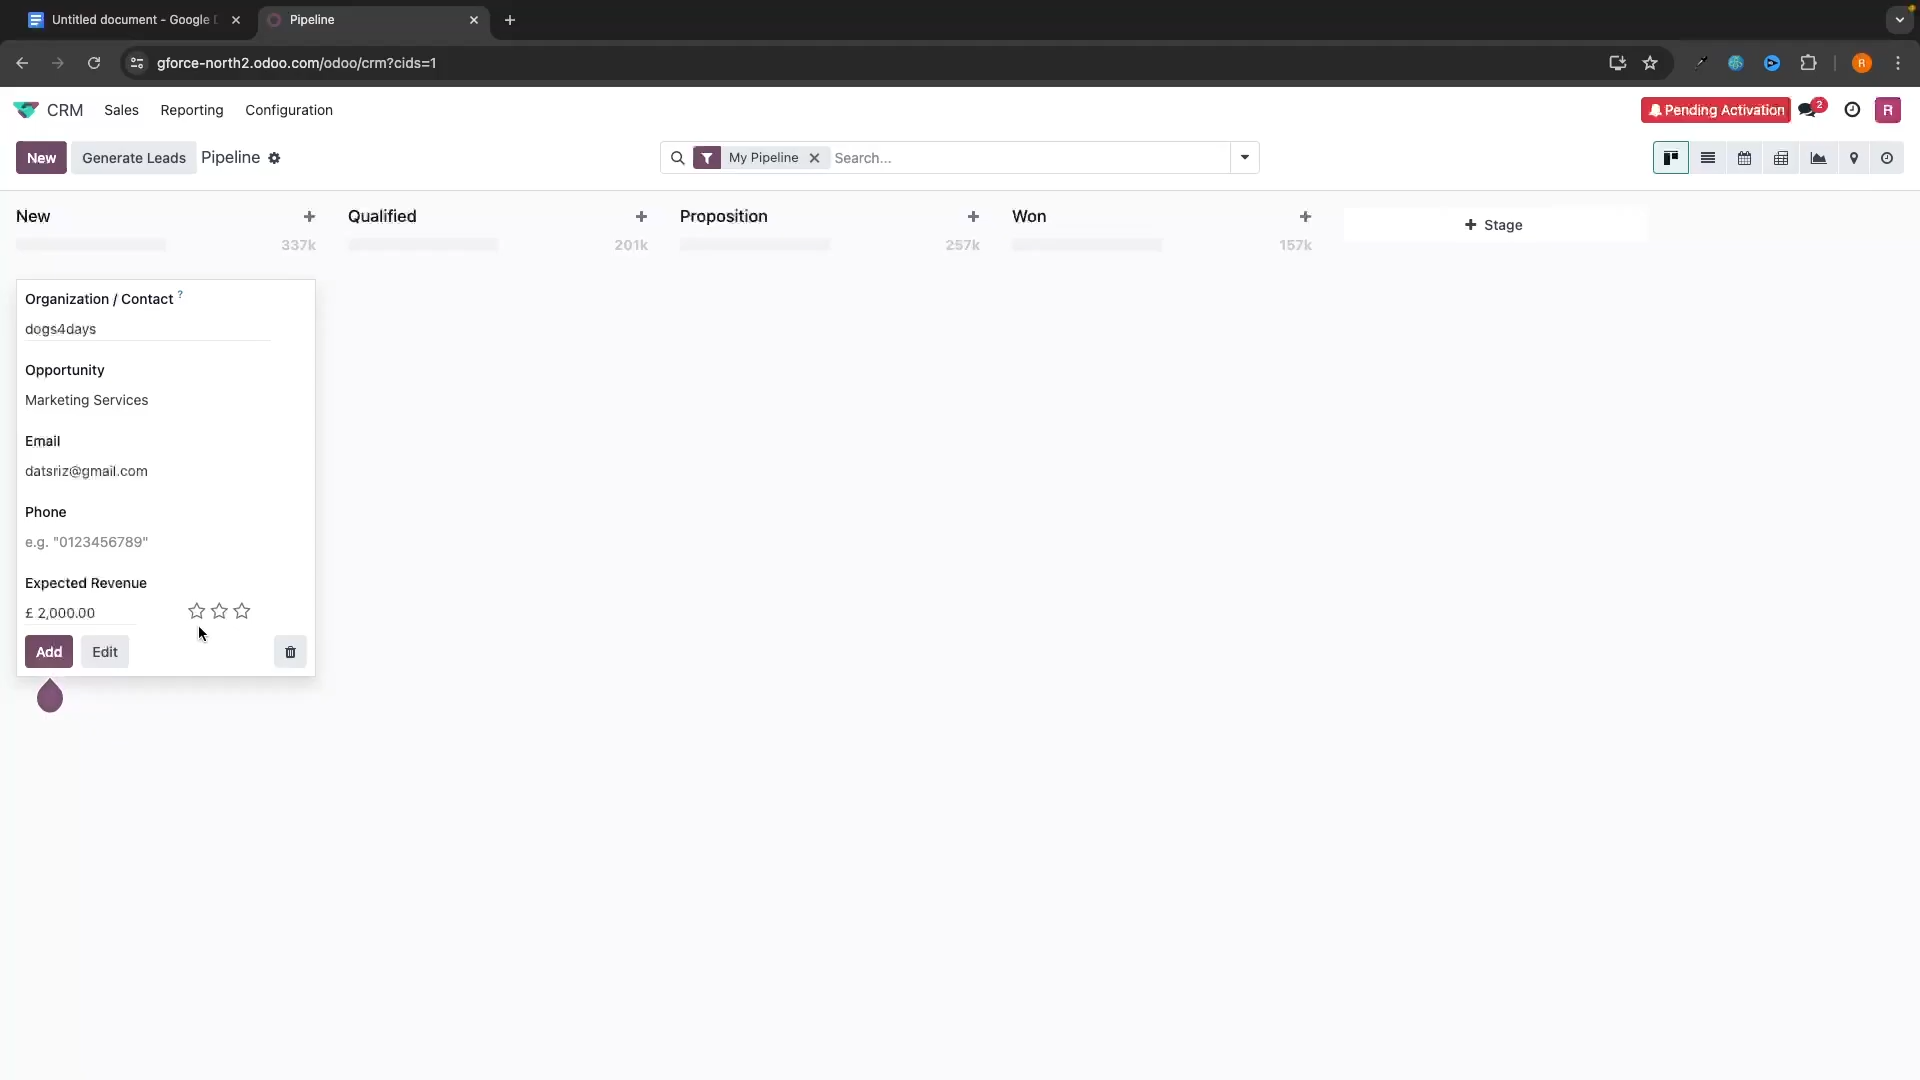 Untitled document - Google D
Pipeline
gforce-north2.odoo.com/odoo/crm?cids=1
R
CRM
Sales
Reporting
Configuration
Pending Activation
2
R
New
Generate Leads
Pipeline
My Pipeline
Search...
New
337k
Qualified
201k
Proposition
257k
Won
157k
Stage
Organization / Contact ?
dogs4days
Opportunity
Marketing Services
Email
datsriz@gmail.com
Phone
e.g. "0123456789"
Expected Revenue
£ 2,000.00
Add
Edit